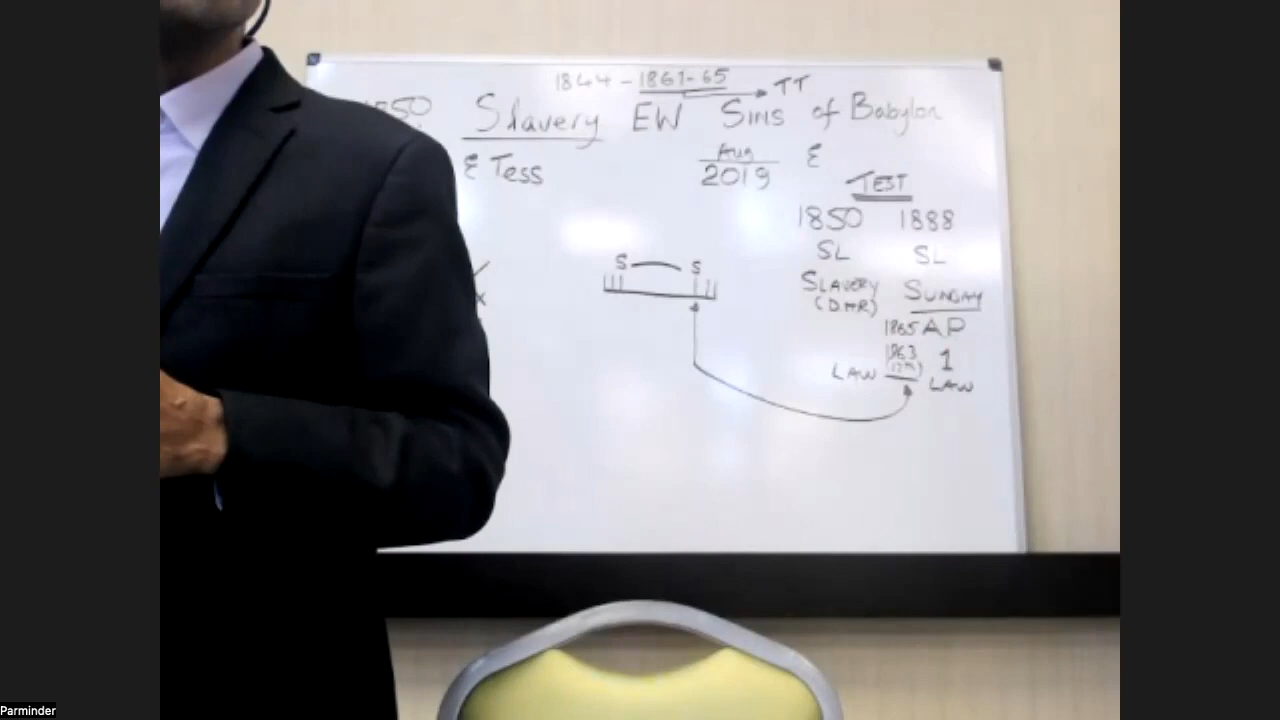 1844 - 1861-65 → TT
1850 Slavery EW Sins of Babylon
& Tess Aug 2019 &
TEST
1850 1888
SL SL
SLAVERY SUNDAY
(DHR)
1865 AP
1863 1
LAW LAW
S S
x
Parminder